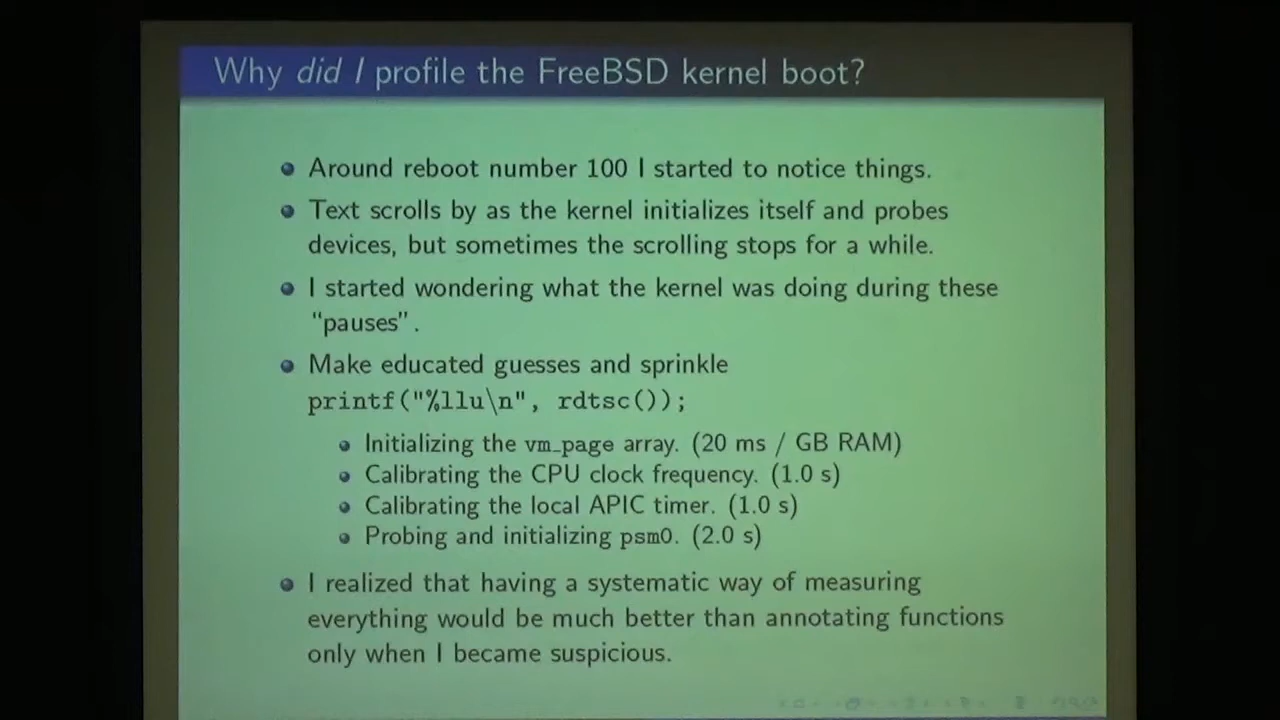 Why did I profile the FreeBSD kernel boot?
Around reboot number 100 I started to notice things.
Text scrolls by as the kernel initializes itself and probes
devices, but sometimes the scrolling stops for a while.
I started wondering what the kernel was doing during these
“pauses”.
Make educated guesses and sprinkle
printf("%llu\n", rdtsc());
Initializing the vm_page array. (20 ms / GB RAM)
Calibrating the CPU clock frequency. (1.0 s)
Calibrating the local APIC timer. (1.0 s)
Probing and initializing psm0. (2.0 s)
I realized that having a systematic way of measuring
everything would be much better than annotating functions
only when I became suspicious.